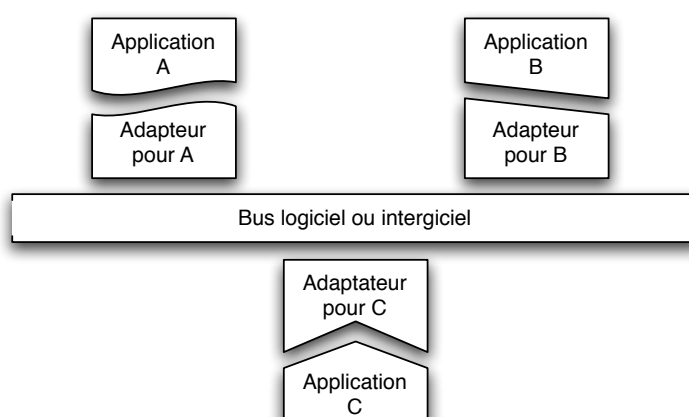 Application
A
Application
B
Adapteur
pour A
Adapteur
pour B
Bus logiciel ou intergiciel
Adaptateur
pour C
Application
C